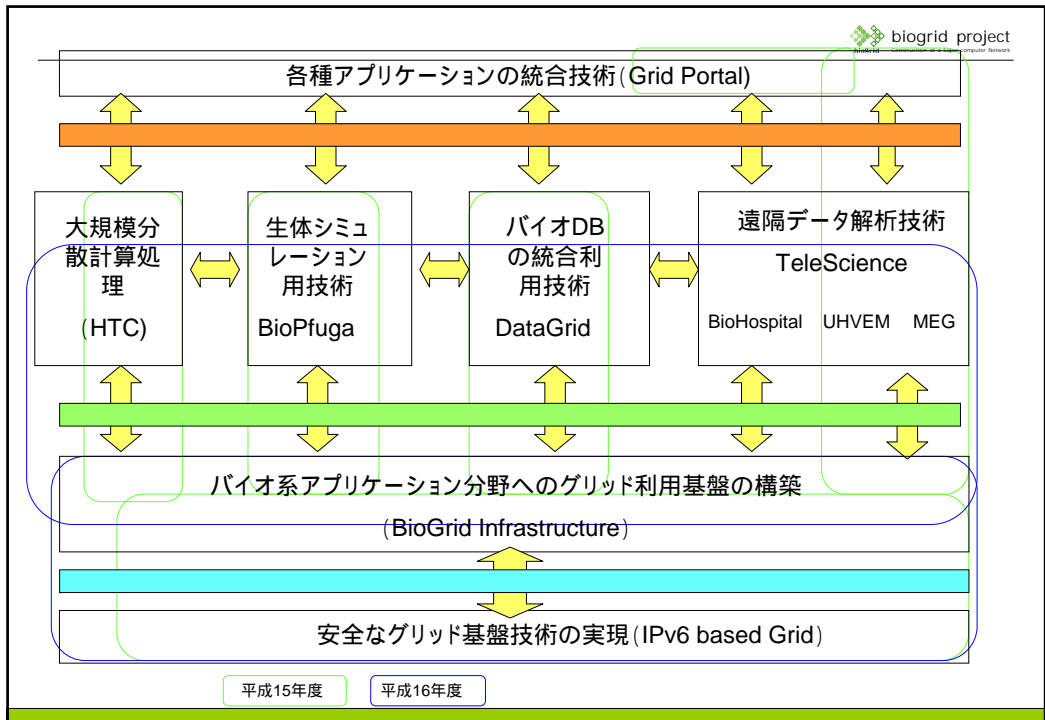 biogrid project
bioGrid Construction of a Super computer Network
各種アプリケーションの統合技術(Grid Portal)
大規模分
散計算処
理
(HTC)
生体シミュ
レーション
用技術
BioPfuga
バイオDB
の統合利
用技術
DataGrid
遠隔データ解析技術
TeleScience
BioHospital UHVEM MEG
バイオ系アプリケーション分野へのグリッド利用基盤の構築
(BioGrid Infrastructure)
安全なグリッド基盤技術の実現(IPv6 based Grid)
平成15年度 平成16年度